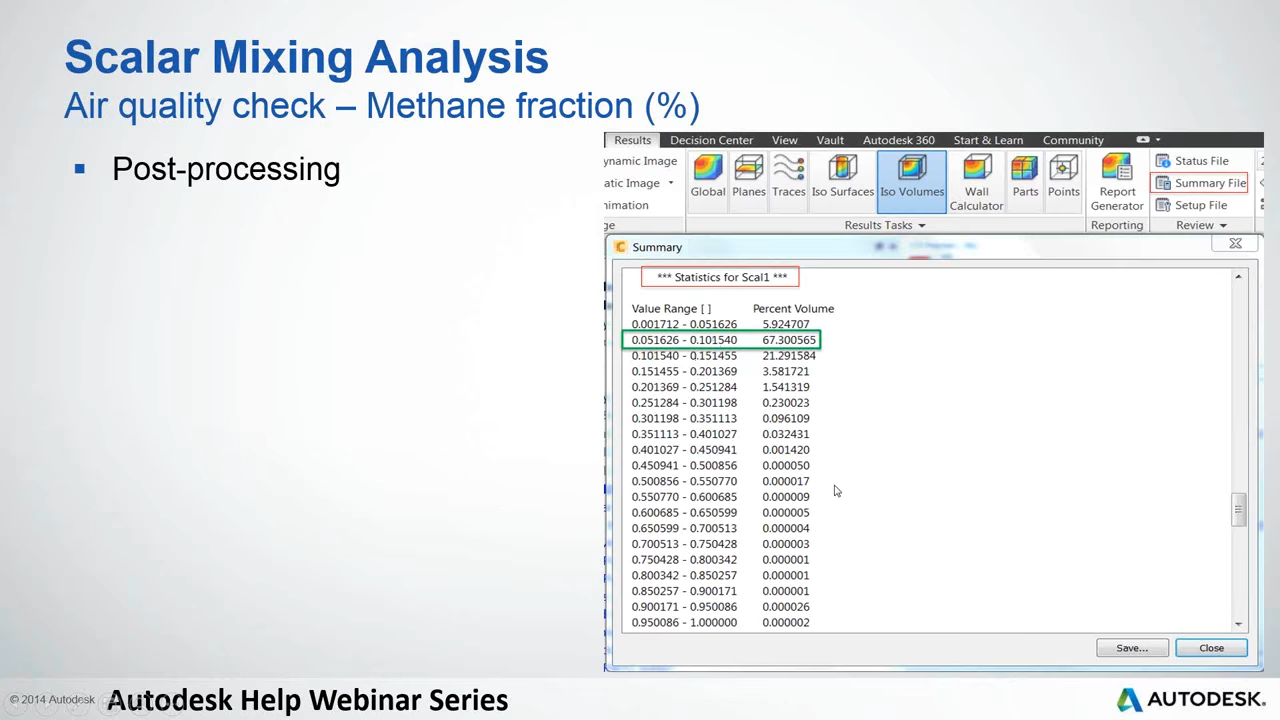 Scalar Mixing Analysis
Air quality check – Methane fraction (%)
▪ Post-processing
Results Decision Center View Vault Autodesk 360 Start & Learn Community
ynamic Image
atic Image
nimation
ge
Global Planes Traces Iso Surfaces Iso Volumes Wall Calculator Parts Points
Results Tasks
Report Generator
Reporting
Status File
Summary File
Setup File
Review
Summary
*** Statistics for Scal1 ***
Value Range [ ] Percent Volume
0.001712 - 0.051626 5.924707
0.051626 - 0.101540 67.300565
0.101540 - 0.151455 21.291584
0.151455 - 0.201369 3.581721
0.201369 - 0.251284 1.541319
0.251284 - 0.301198 0.230023
0.301198 - 0.351113 0.096109
0.351113 - 0.401027 0.032431
0.401027 - 0.450941 0.001420
0.450941 - 0.500856 0.000050
0.500856 - 0.550770 0.000017
0.550770 - 0.600685 0.000009
0.600685 - 0.650599 0.000005
0.650599 - 0.700513 0.000004
0.700513 - 0.750428 0.000003
0.750428 - 0.800342 0.000001
0.800342 - 0.850257 0.000001
0.850257 - 0.900171 0.000001
0.900171 - 0.950086 0.000026
0.950086 - 1.000000 0.000002
Save... Close
© 2014 Autodesk Autodesk Help Webinar Series
AUTODESK.